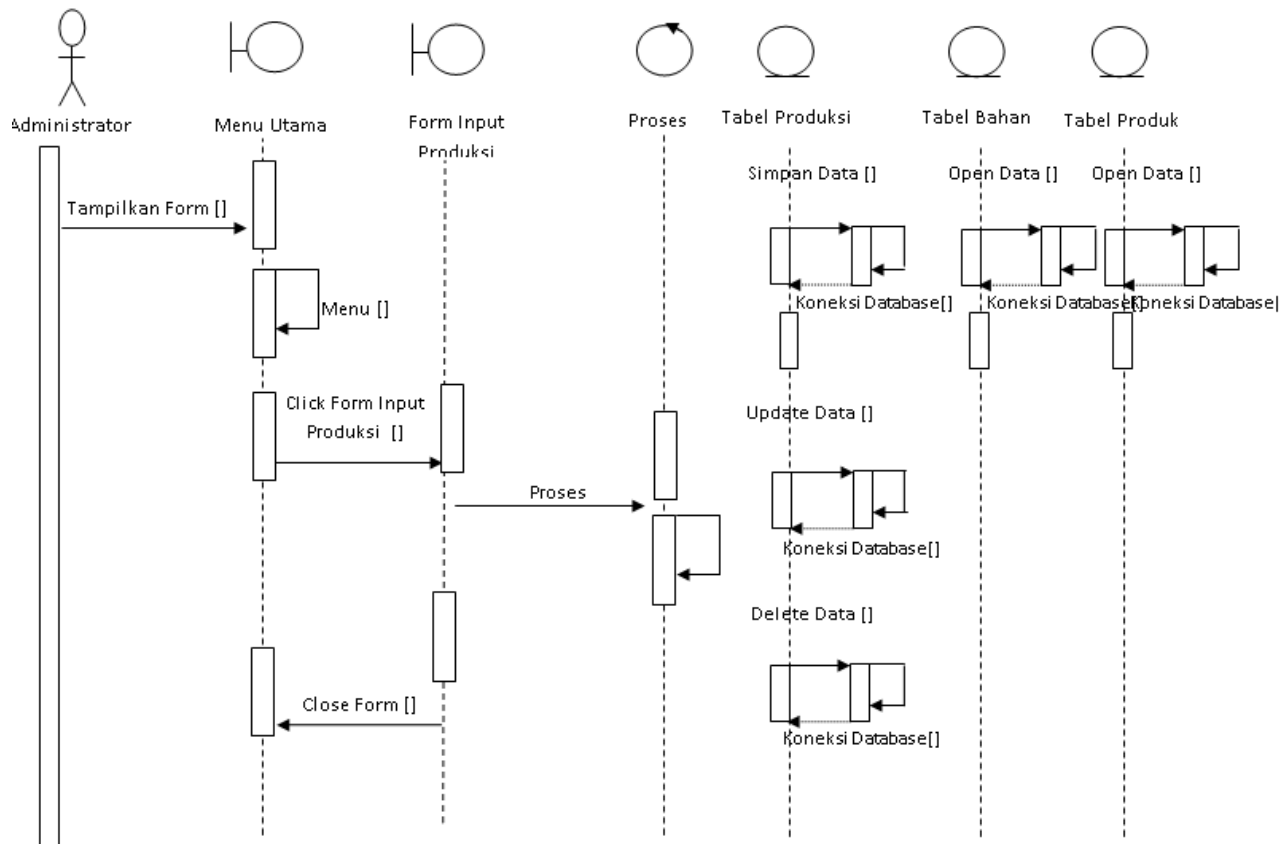 Administrator
Menu Utama
Form Input
Produksi
Proses
Tabel Produksi
Tabel Bahan
Tabel Produk
Simpan Data []
Open Data []
Open Data []
Tampilkan Form []
Koneksi Database[]
Koneksi Database[]
Koneksi Database[
Menu []
Click Form Input
Produksi []
Update Data []
Proses
Koneksi Database[]
Delete Data []
Close Form []
Koneksi Database[]